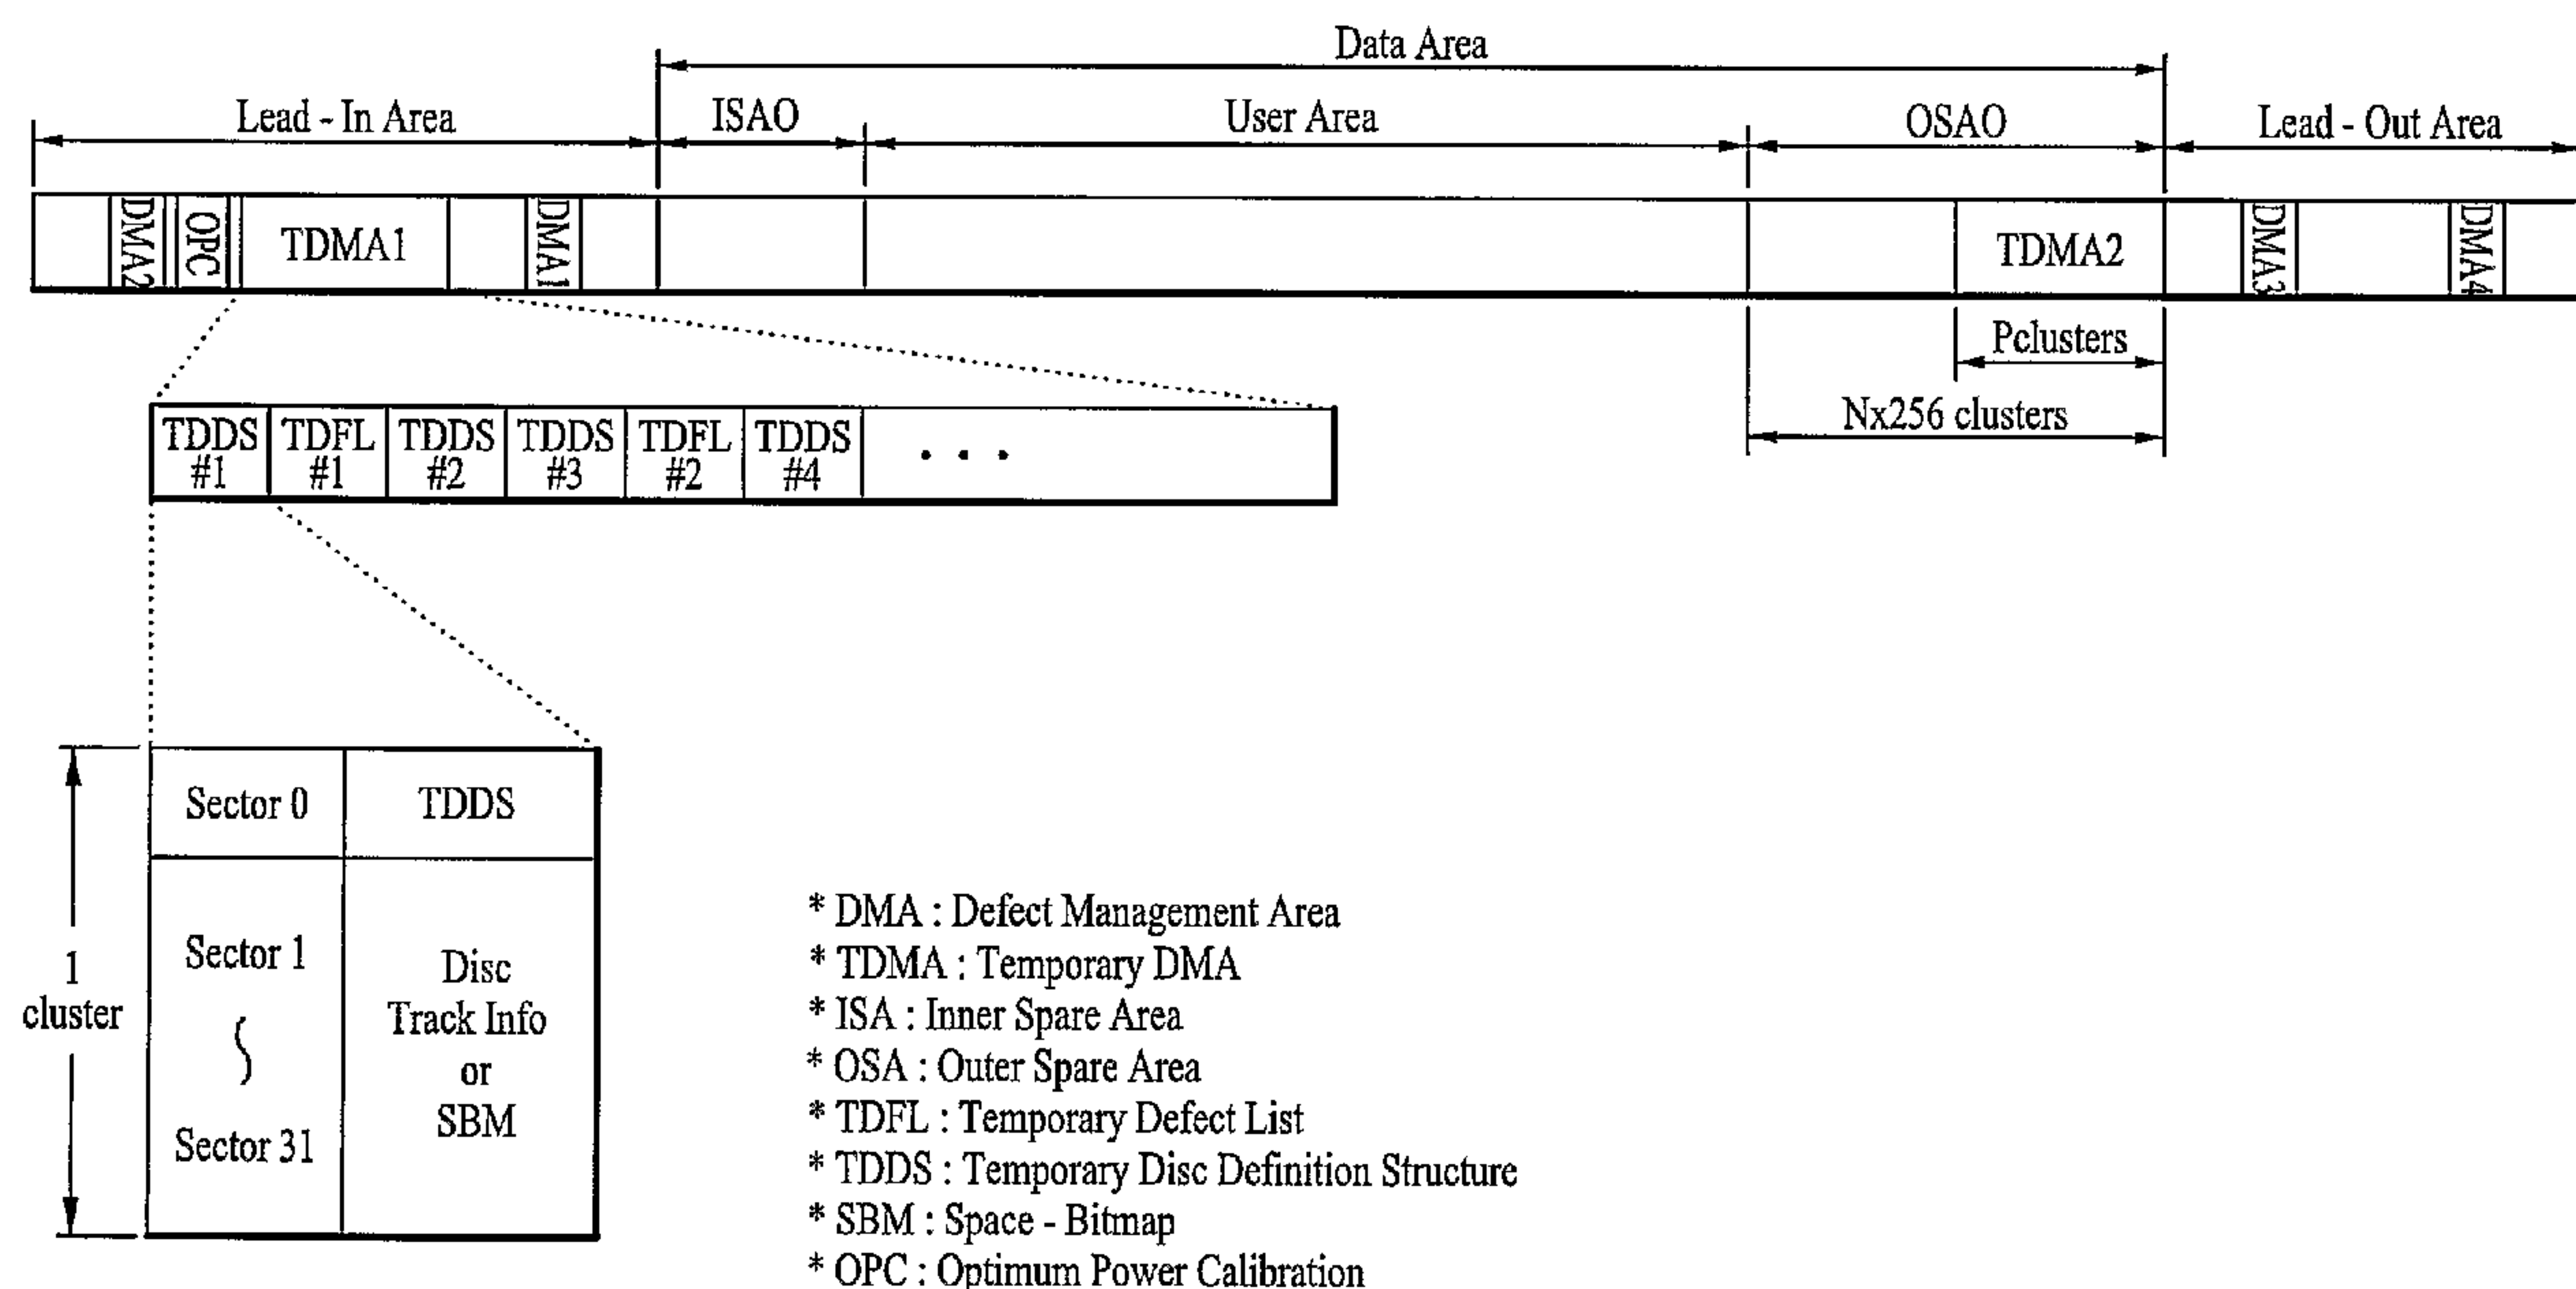 Data Area
Lead - In Area
ISAO
User Area
OSAO
Lead - Out Area
DMA2
OPC
TDMA1
DMA1
TDMA2
DMA3
DMA4
Pclusters
Nx256 clusters
TDDS #1
TDFL #1
TDDS #2
TDDS #3
TDFL #2
TDDS #4
• • •
Sector 0
TDDS
1
cluster
Sector 1
Sector 31
Disc
Track Info
or
SBM
* DMA : Defect Management Area
* TDMA : Temporary DMA
* ISA : Inner Spare Area
* OSA : Outer Spare Area
* TDFL : Temporary Defect List
* TDDS : Temporary Disc Definition Structure
* SBM : Space - Bitmap
* OPC : Optimum Power Calibration